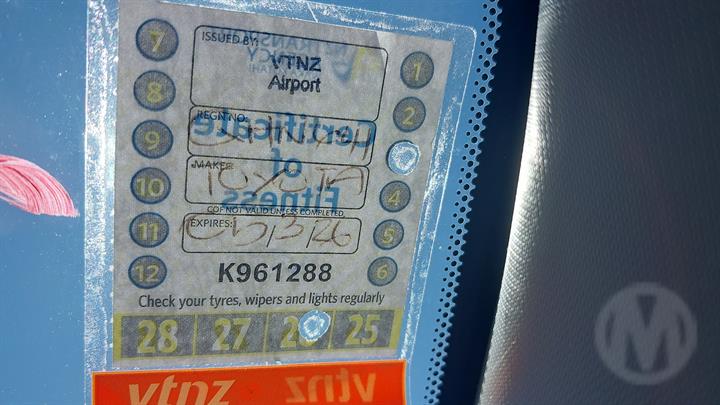 ISSUED BY:
VTNZ
Airport
REGN NO:
Certificate
of
Fitness
MAKE:
TOYOTA
COF NOT VALID UNLESS COMPLETED
EXPIRES:
K961288
7
8
9
10
11
12
1
2
4
5
6
Check your tyres, wipers and lights regularly
28 27 25
vtnz vtnz
M